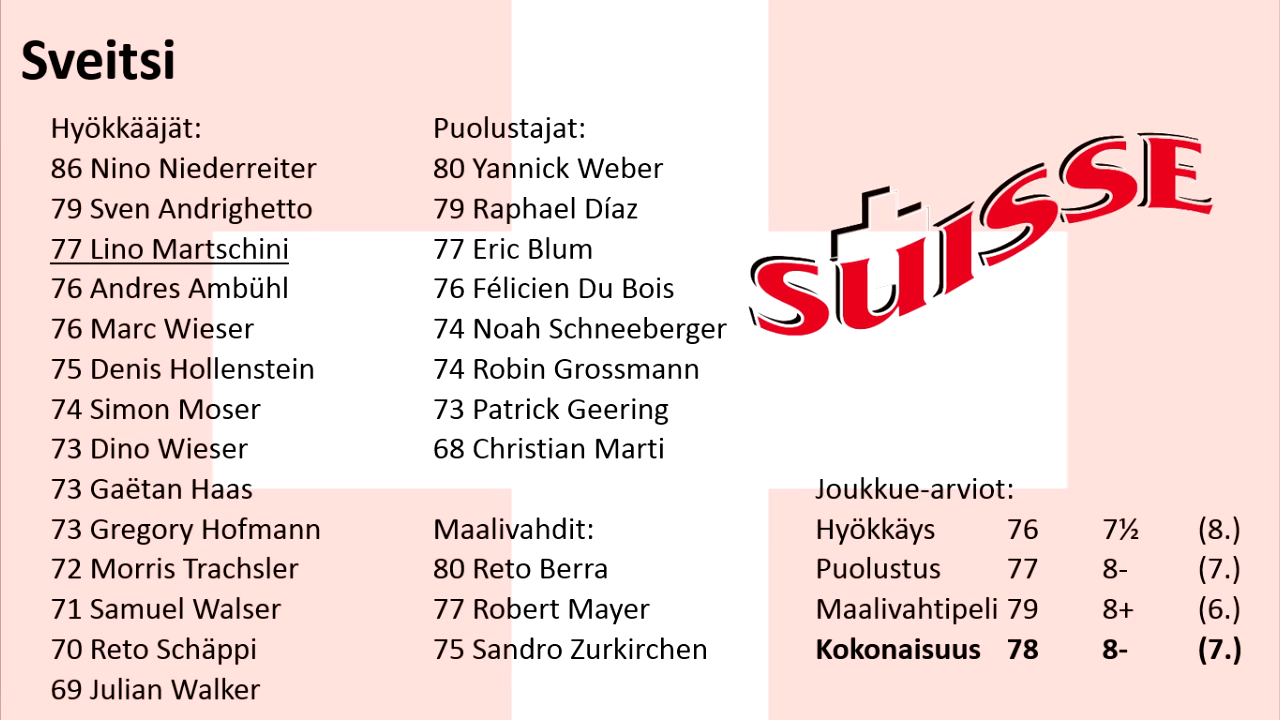 Sveitsi
Hyökkääjät:
86 Nino Niederreiter
79 Sven Andrighetto
77 Lino Martschini
76 Andres Ambühl
76 Marc Wieser
75 Denis Hollenstein
74 Simon Moser
73 Dino Wieser
73 Gaëtan Haas
73 Gregory Hofmann
72 Morris Trachsler
71 Samuel Walser
70 Reto Schäppi
69 Julian Walker
Puolustajat:
80 Yannick Weber
79 Raphael Díaz
77 Eric Blum
76 Félicien Du Bois
74 Noah Schneeberger
74 Robin Grossmann
73 Patrick Geering
68 Christian Marti
Maalivahdit:
80 Reto Berra
77 Robert Mayer
75 Sandro Zurkirchen
SUISSE
Joukkue-arviot:
Hyökkäys 76 7½ (8.)
Puolustus 77 8- (7.)
Maalivahtipeli 79 8+ (6.)
Kokonaisuus 78 8- (7.)